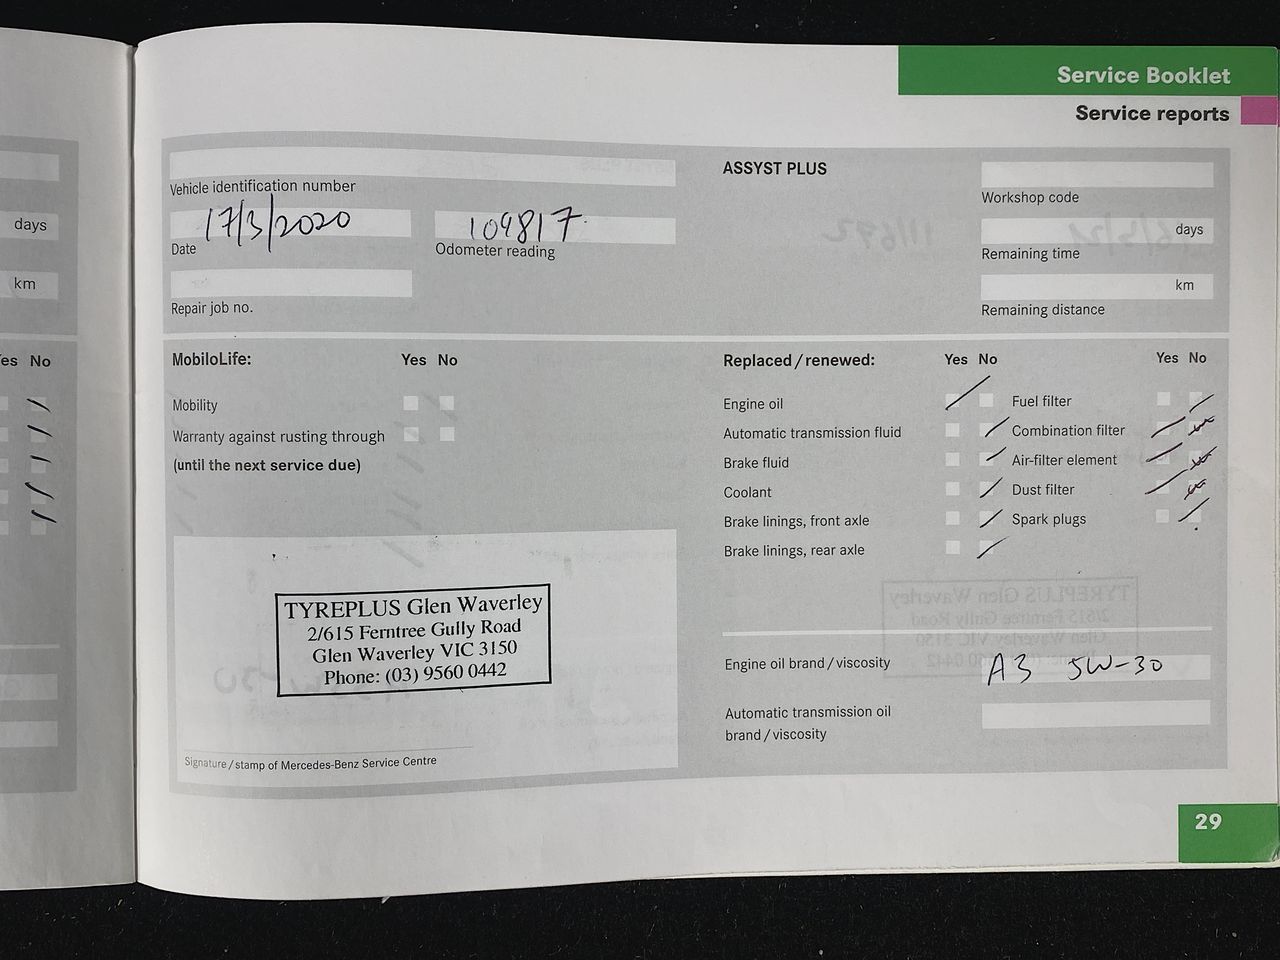 Service Booklet
Service reports
days
km
Yes No
Vehicle identification number
17/3/2020
Date
109817
Odometer reading
Repair job no.
ASSYST PLUS
Workshop code
days
Remaining time
km
Remaining distance
MobiloLife:
Yes No
Mobility
Warranty against rusting through
(until the next service due)
TYREPLUS Glen Waverley
2/615 Ferntree Gully Road
Glen Waverley VIC 3150
Phone: (03) 9560 0442
Signature/stamp of Mercedes-Benz Service Centre
Replaced/renewed:
Yes No
Yes No
Engine oil
Automatic transmission fluid
Brake fluid
Coolant
Brake linings, front axle
Brake linings, rear axle
Fuel filter
Combination filter
Air-filter element
Dust filter
Spark plugs
Engine oil brand/viscosity
A3 5W-30
Automatic transmission oil
brand/viscosity
29